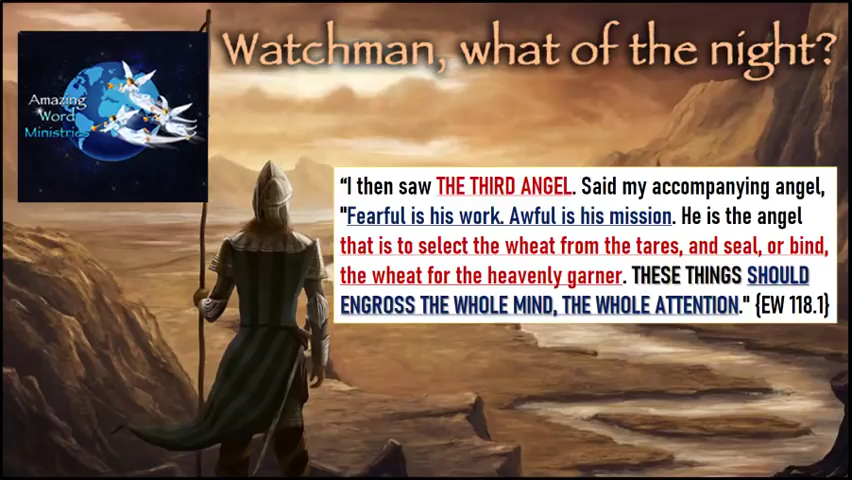 Watchman, what of the night?
Amazing
Word
Ministries
“I then saw THE THIRD ANGEL. Said my accompanying angel,
"Fearful is his work. Awful is his mission. He is the angel
that is to select the wheat from the tares, and seal, or bind,
the wheat for the heavenly garner. THESE THINGS SHOULD
ENGROSS THE WHOLE MIND, THE WHOLE ATTENTION." {EW 118.1}